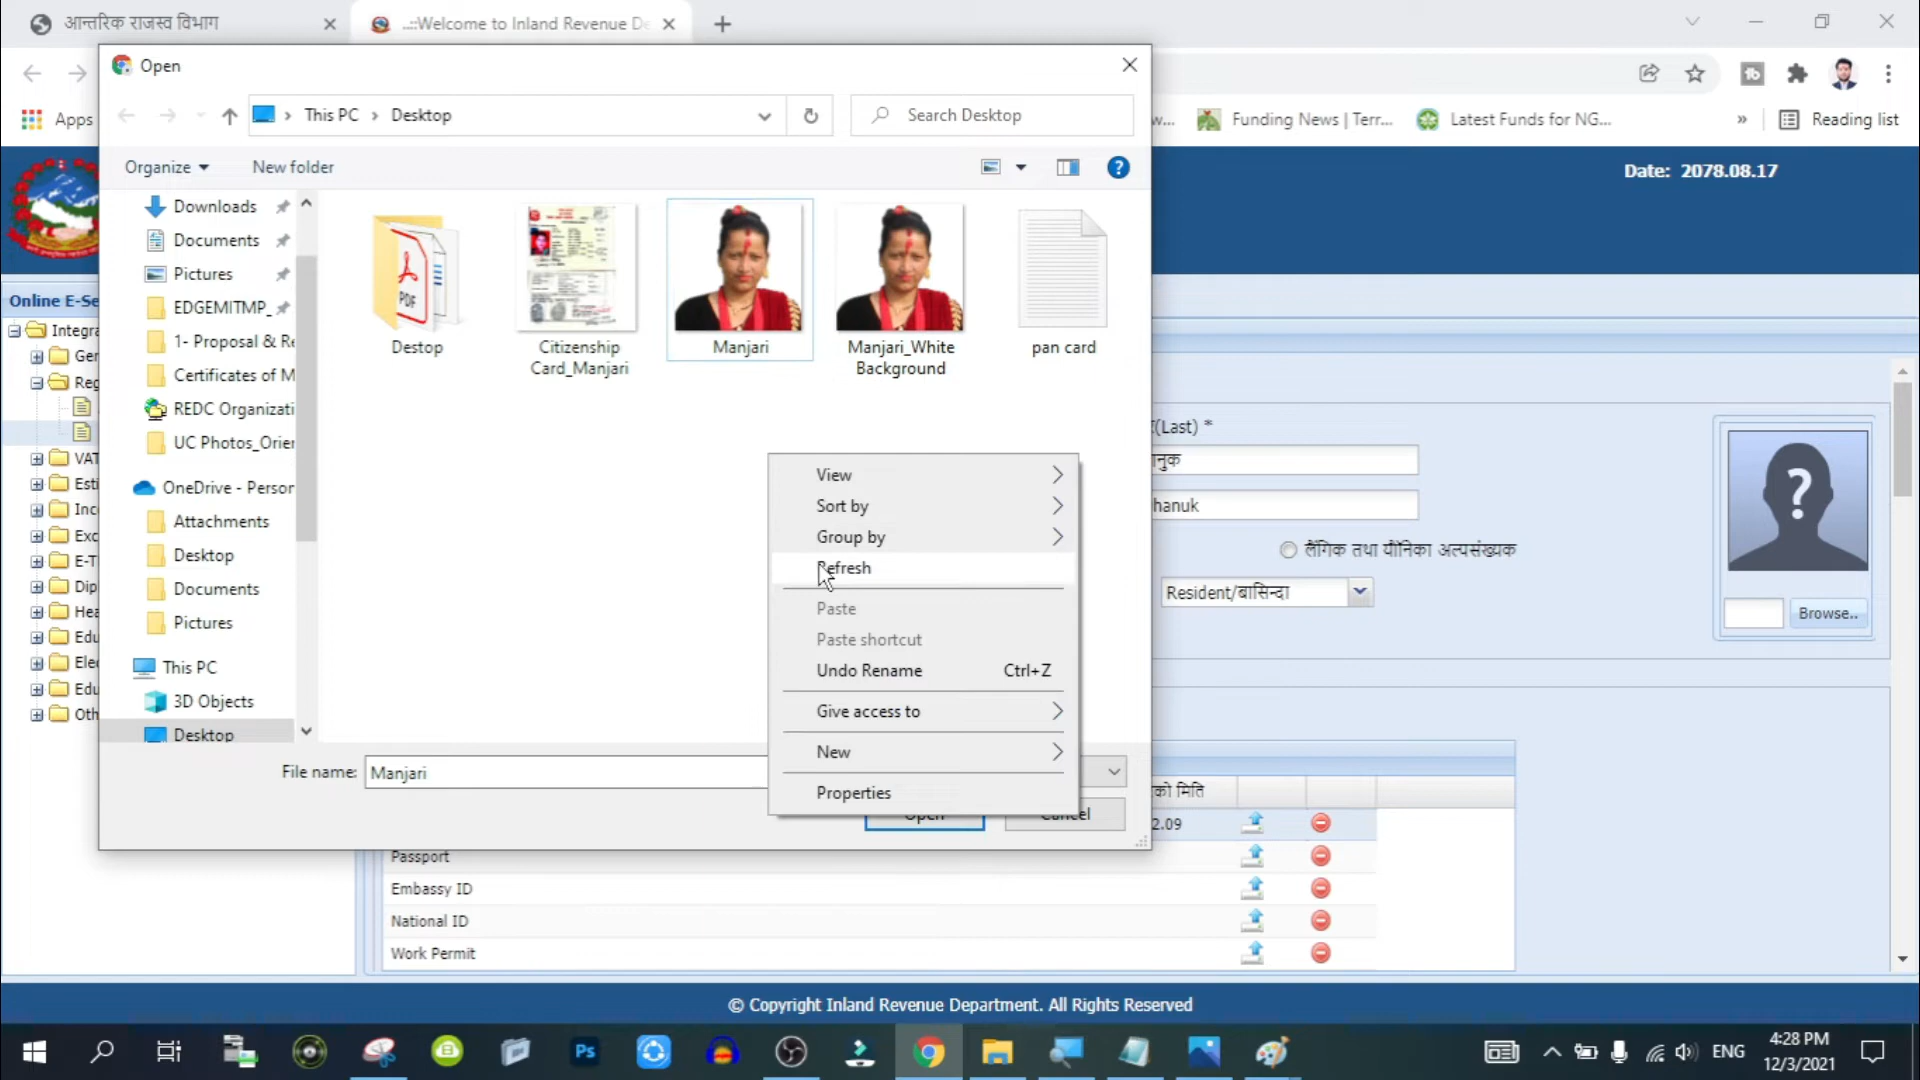 आन्तरिक राजस्व विभाग
..::Welcome to Inland Revenue De
Open
This PC
Desktop
Search Desktop
Apps
w...
Funding News | Terr...
Latest Funds for NG...
»
Reading list
Organize
New folder
Date: 2078.08.17
Downloads
Documents
Pictures
EDGEMITMP_
1- Proposal & Re
Certificates of M
REDC Organizati
UC Photos_Orier
OneDrive - Person
Attachments
Desktop
Documents
Pictures
This PC
3D Objects
Desktop
PDF
Destop
Citizenship
Card_Manjari
Manjari
Manjari_White
Background
pan card
Online E-Se
Integra
Ger
Reg
VAT
Esti
Inc
Exc
E-T
Dip
Hea
Edu
Ele
Edu
Oth
View
Sort by
Group by
Refresh
Paste
Paste shortcut
Undo Rename Ctrl+Z
Give access to
New
Properties
File name: Manjari
Open
Cancel
(Last) *
ानुक
hanuk
लैंगिक तथा यौनिका अल्पसंख्यक
Resident/बासिन्दा
?
Browse..
को मिति
2.09
Passport
Embassy ID
National ID
Work Permit
© Copyright Inland Revenue Department. All Rights Reserved
Ps
ENG
4:28 PM
12/3/2021